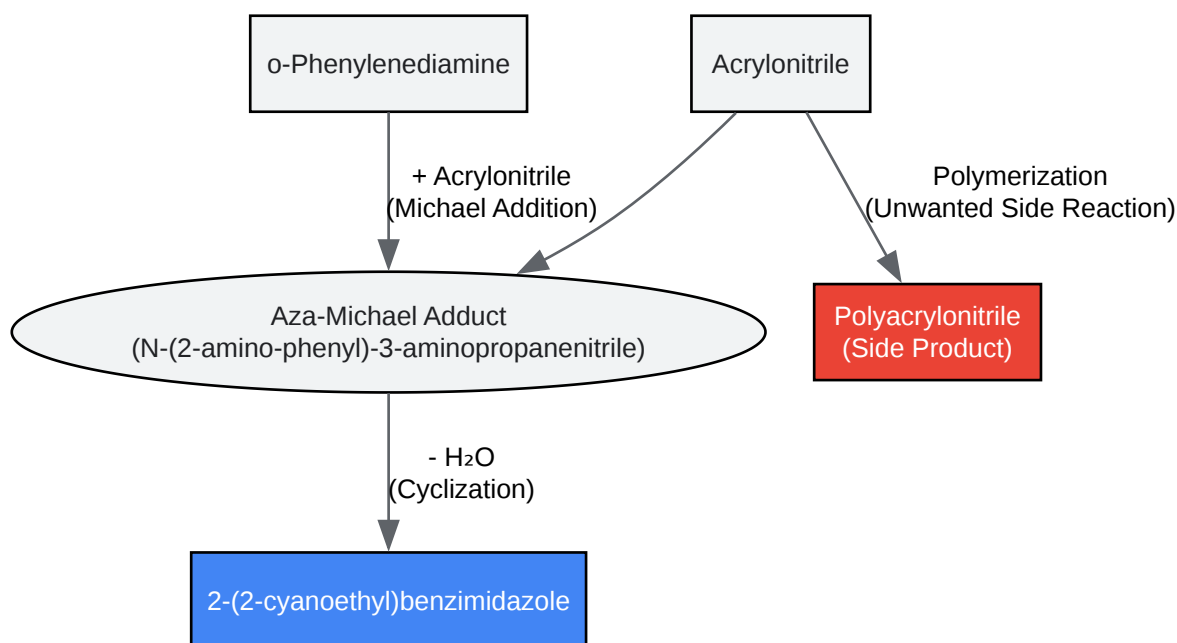 o-Phenylenediamine
Acrylonitrile
+ Acrylonitrile
(Michael Addition)
Polymerization
(Unwanted Side Reaction)
Aza-Michael Adduct
(N-(2-amino-phenyl)-3-aminopropanenitrile)
Polyacrylonitrile
(Side Product)
- H₂O
(Cyclization)
2-(2-cyanoethyl)benzimidazole